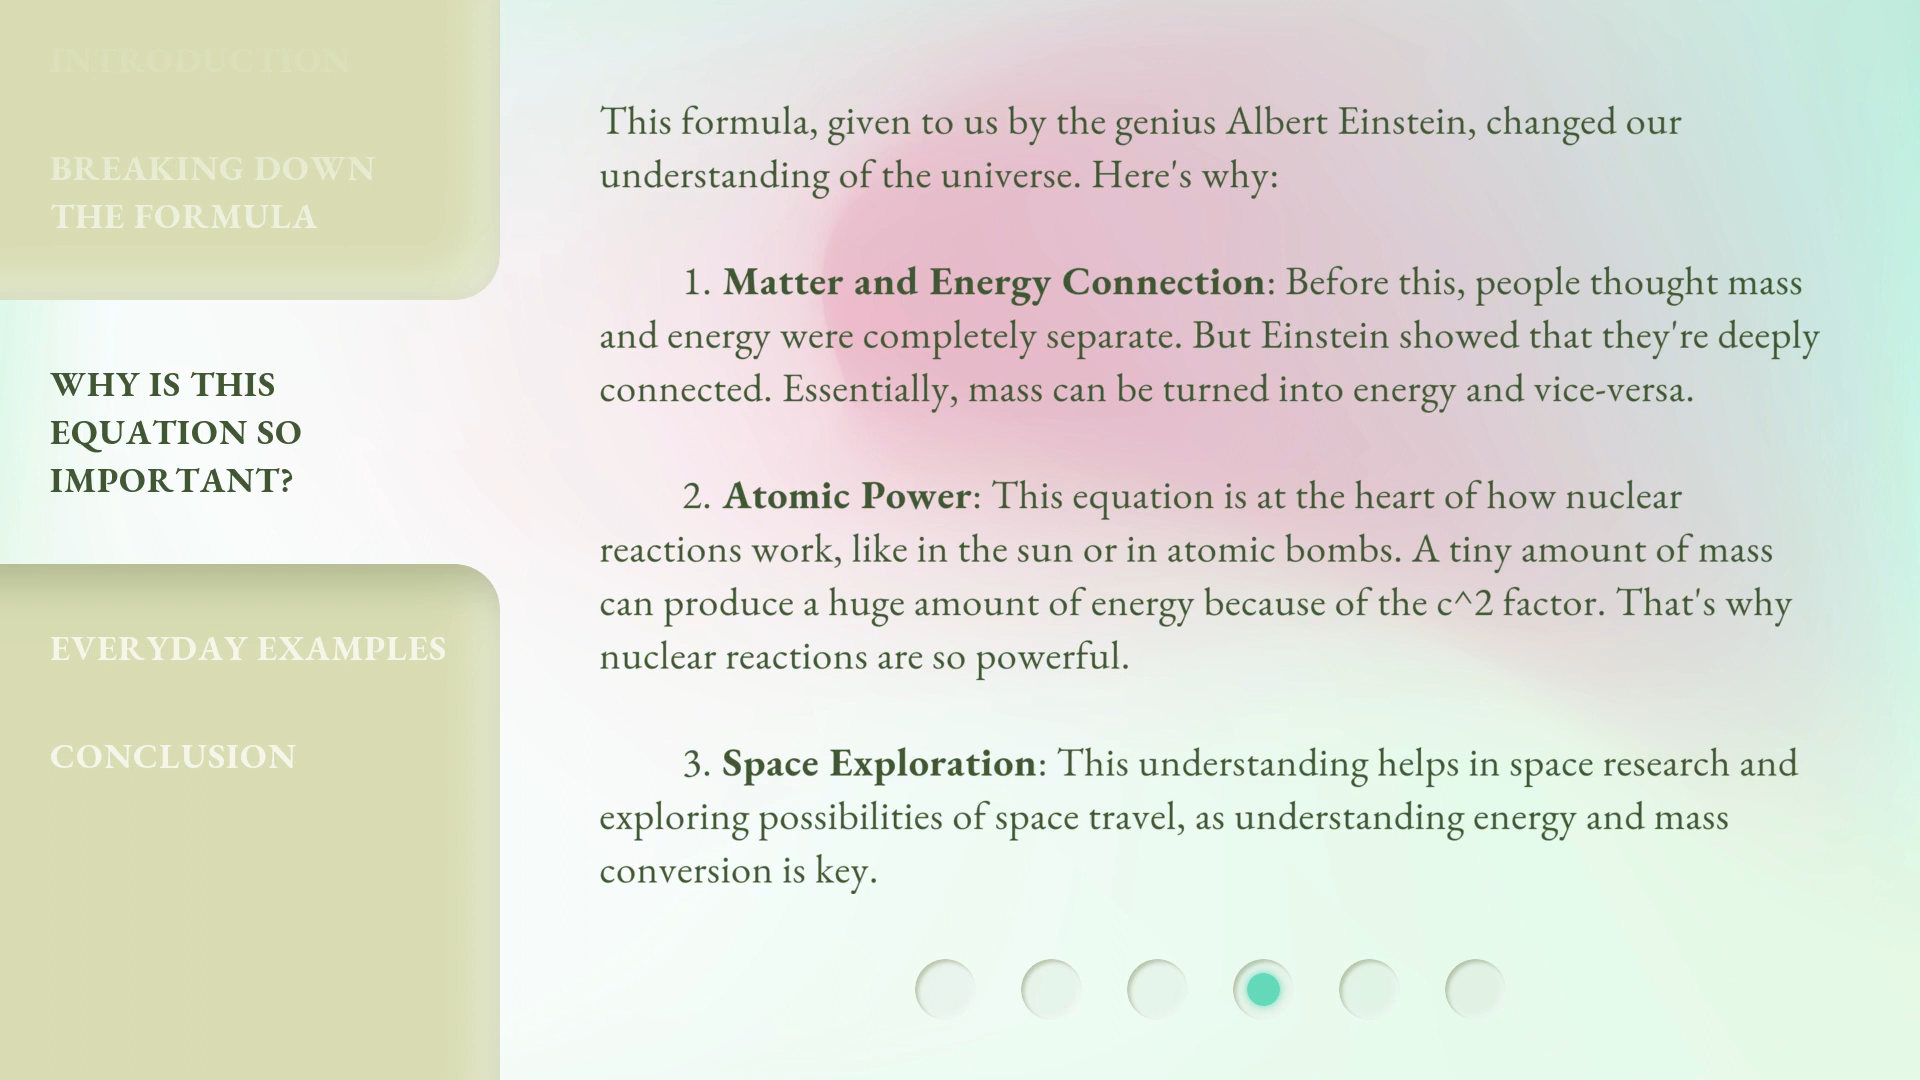 INTRODUCTION
BREAKING DOWN
THE FORMULA
WHY IS THIS
EQUATION SO
IMPORTANT?
EVERYDAY EXAMPLES
CONCLUSION
This formula, given to us by the genius Albert Einstein, changed our
understanding of the universe. Here's why:
1. Matter and Energy Connection: Before this, people thought mass
and energy were completely separate. But Einstein showed that they're deeply
connected. Essentially, mass can be turned into energy and vice-versa.
2. Atomic Power: This equation is at the heart of how nuclear
reactions work, like in the sun or in atomic bombs. A tiny amount of mass
can produce a huge amount of energy because of the c^2 factor. That's why
nuclear reactions are so powerful.
3. Space Exploration: This understanding helps in space research and
exploring possibilities of space travel, as understanding energy and mass
conversion is key.